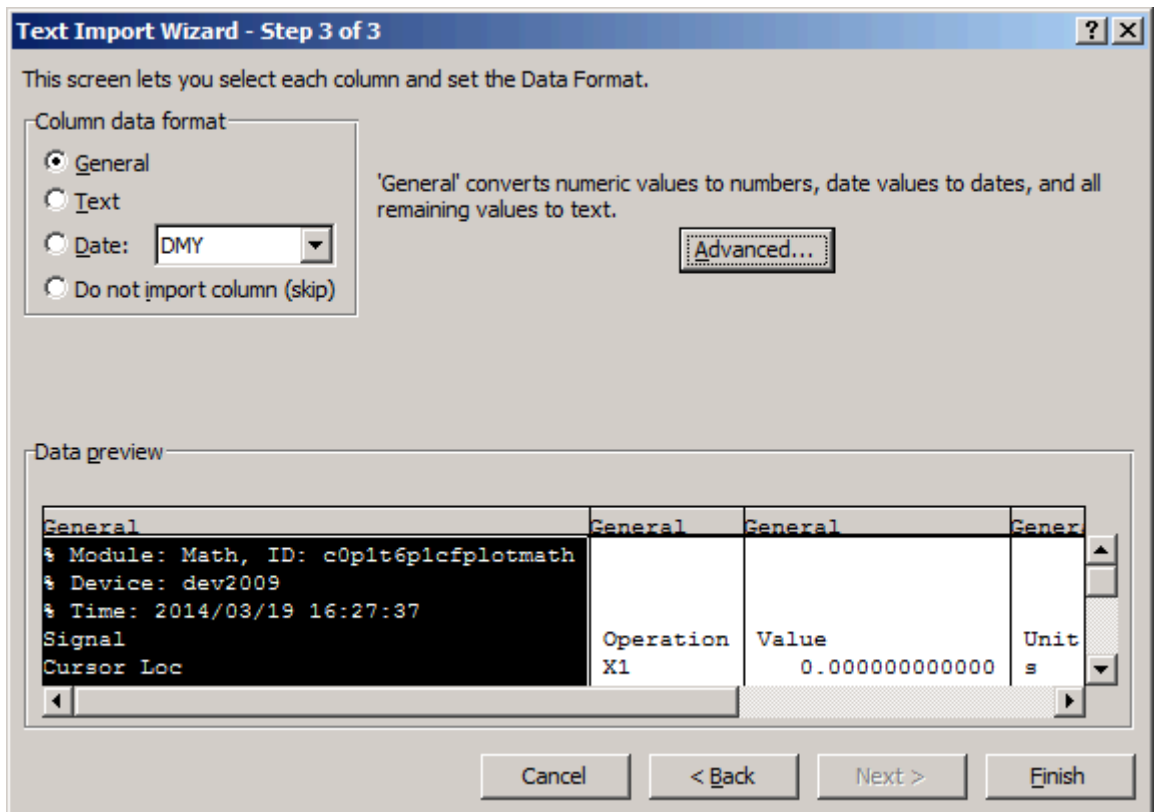 Text Import Wizard - Step 3 of 3
This screen lets you select each column and set the Data Format.
Column data format
General
Text
Date: DMY
Do not import column (skip)
'General' converts numeric values to numbers, date values to dates, and all
remaining values to text.
Advanced...
Data preview
General General General Genera
% Module: Math, ID: c0p1t6p1cfplotmath
% Device: dev2009
% Time: 2014/03/19 16:27:37
Signal Operation Value Unit
Cursor Loc X1 0.000000000000 s
Cancel < Back Next > Finish